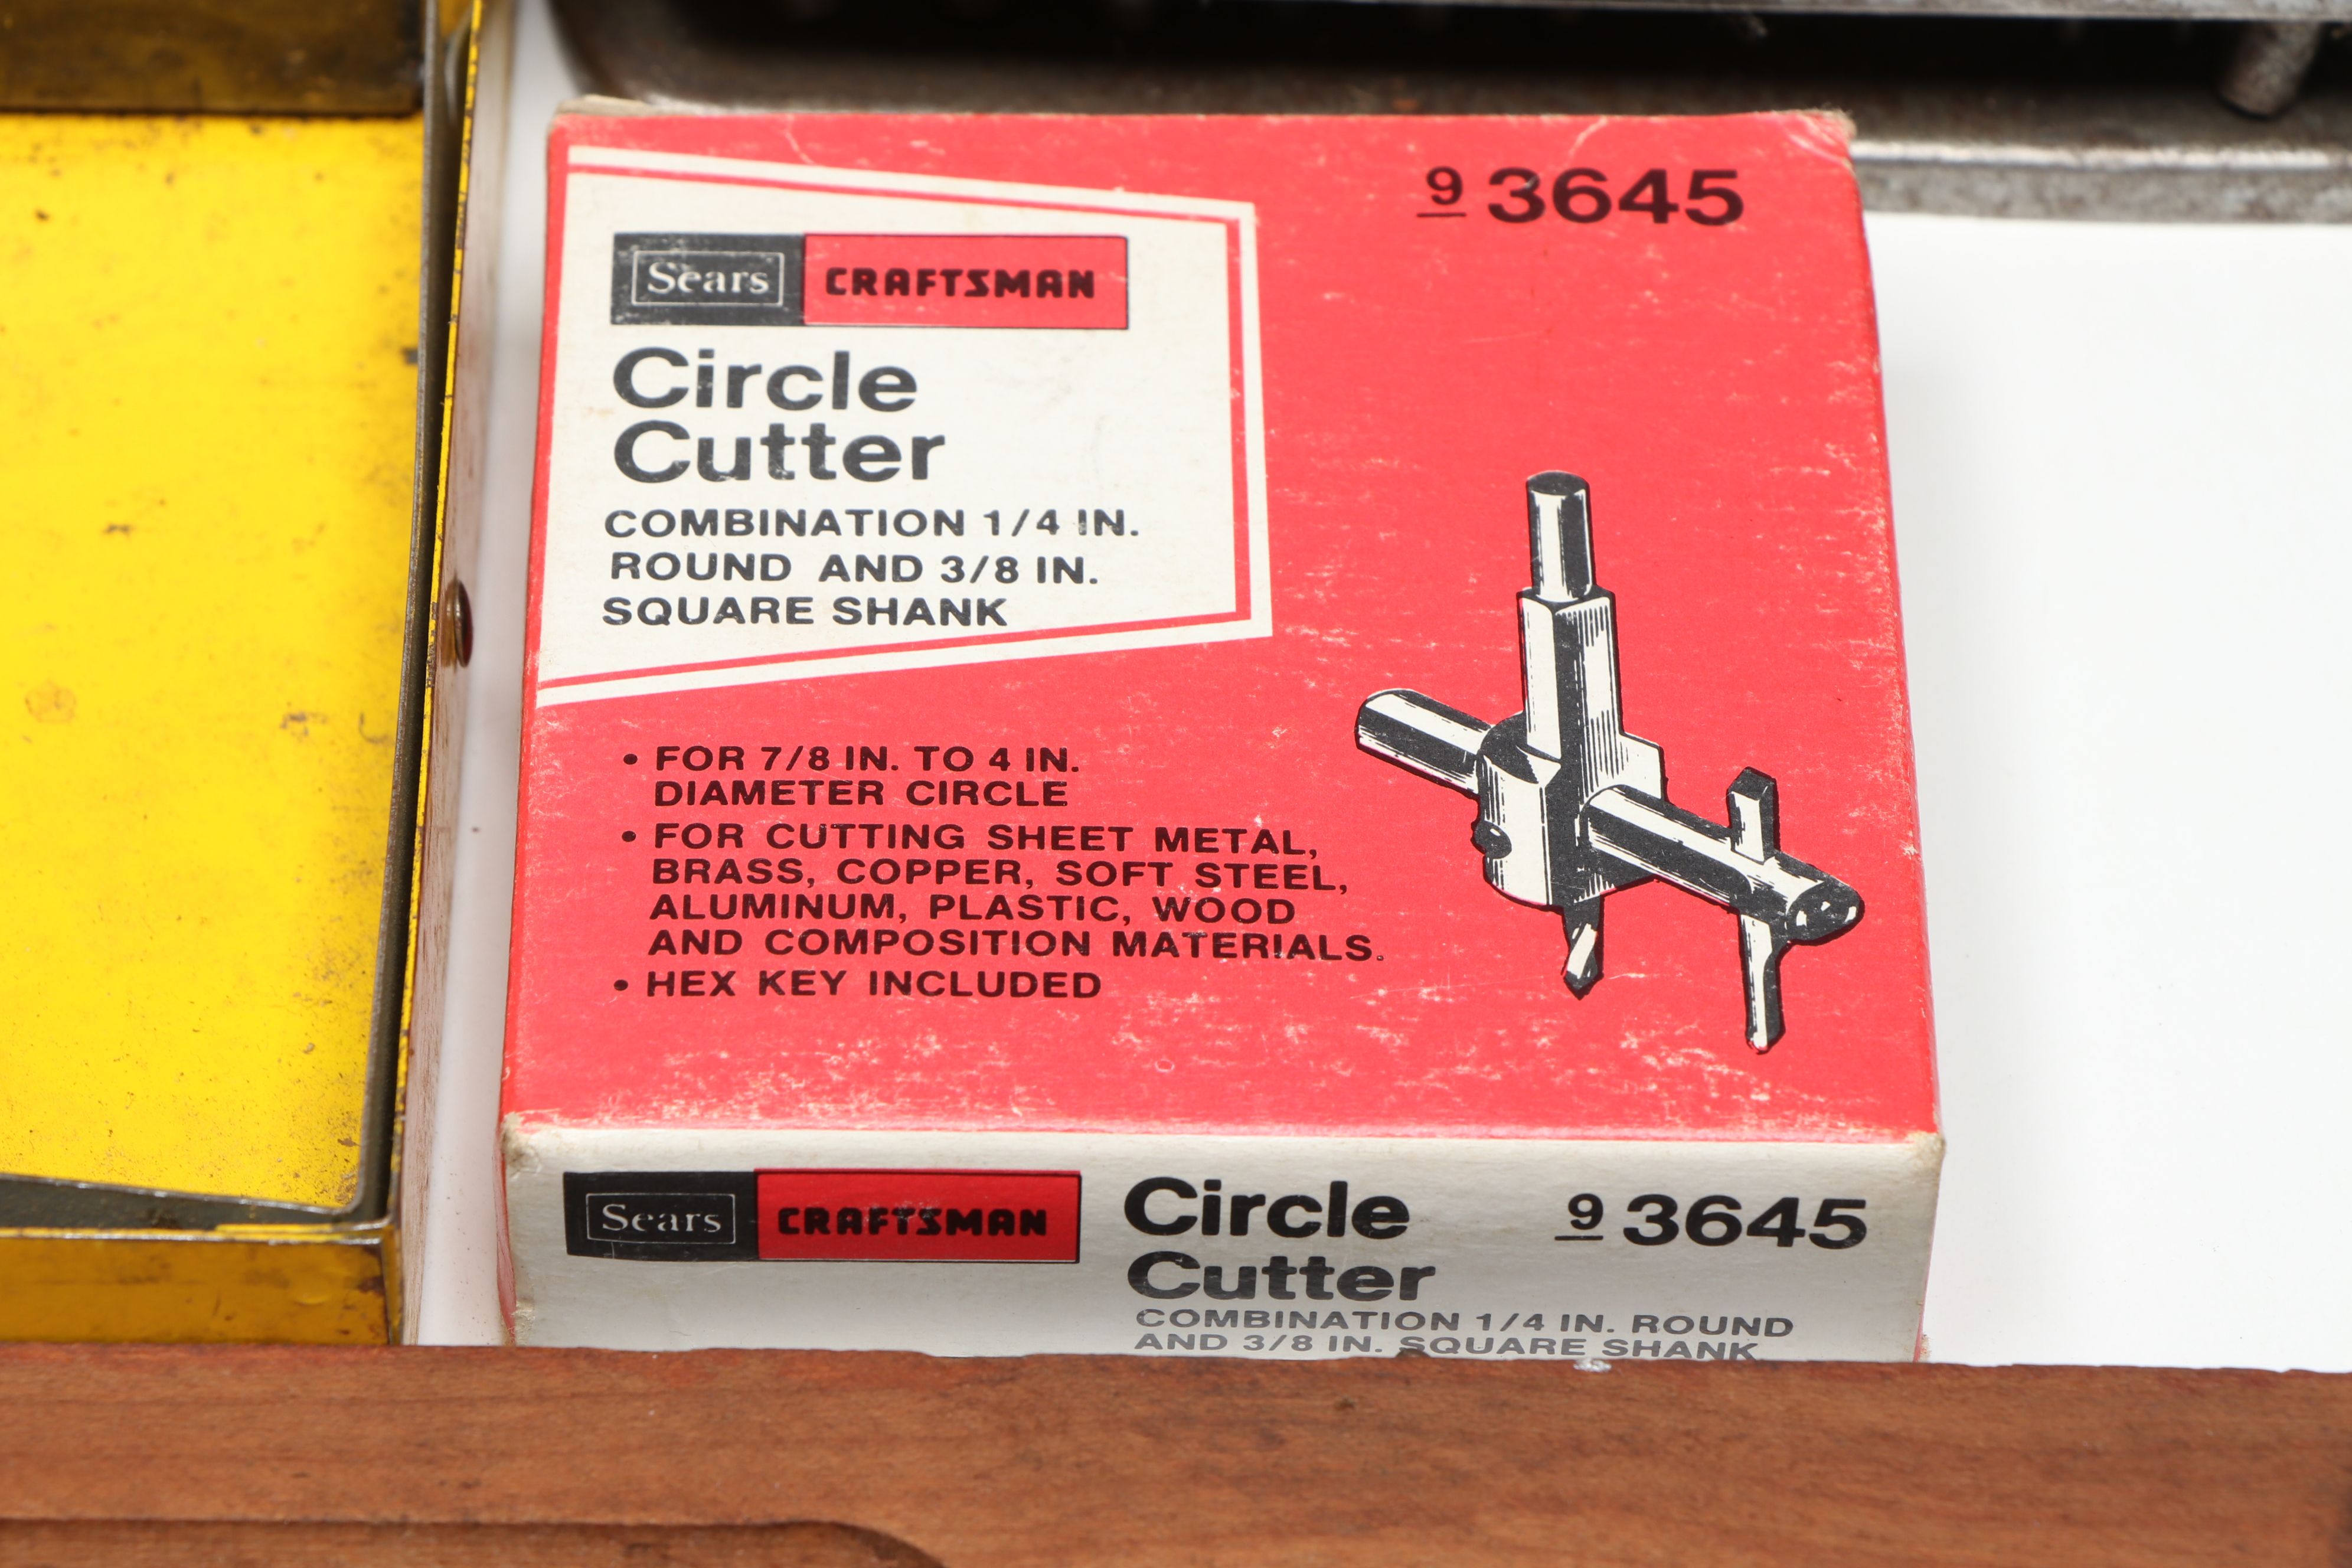 9 3645
Sears CRAFTSMAN
Circle
Cutter
COMBINATION 1/4 IN.
ROUND AND 3/8 IN.
SQUARE SHANK
• FOR 7/8 IN. TO 4 IN.
DIAMETER CIRCLE
• FOR CUTTING SHEET METAL,
BRASS, COPPER, SOFT STEEL,
ALUMINUM, PLASTIC, WOOD
AND COMPOSITION MATERIALS.
• HEX KEY INCLUDED
Sears CRAFTSMAN
Circle
Cutter
9 3645
COMBINATION 1/4 IN. ROUND
AND 3/8 IN. SQUARE SHANK